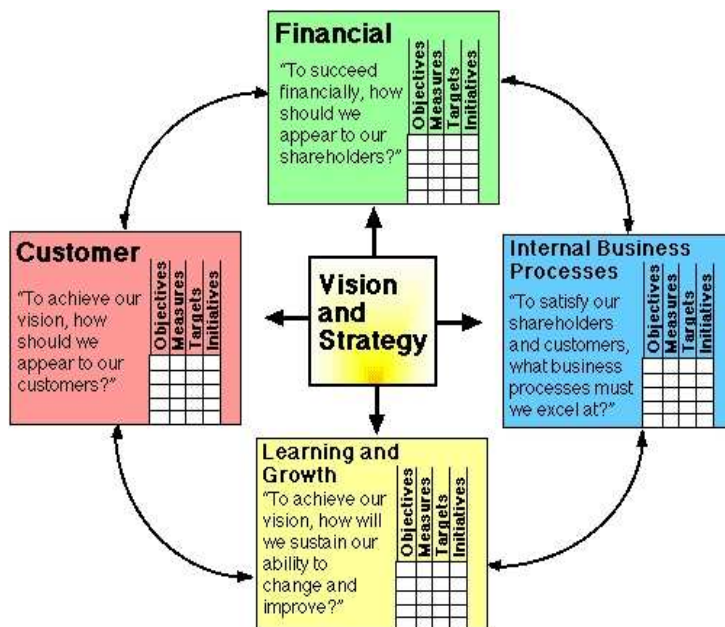 Financial
“To succeed
financially, how
should we
appear to our
shareholders?”
Objectives
Measures
Targets
Initiatives
Customer
“To achieve our
vision, how
should we
appear to our
customers?”
Objectives
Measures
Targets
Initiatives
Vision
and
Strategy
Internal Business
Processes
“To satisfy our
shareholders
and customers,
what business
processes must
we excel at?”
Objectives
Measures
Targets
Initiatives
Learning and
Growth
“To achieve our
vision, how will
we sustain our
ability to
change and
improve?”
Objectives
Measures
Targets
Initiatives